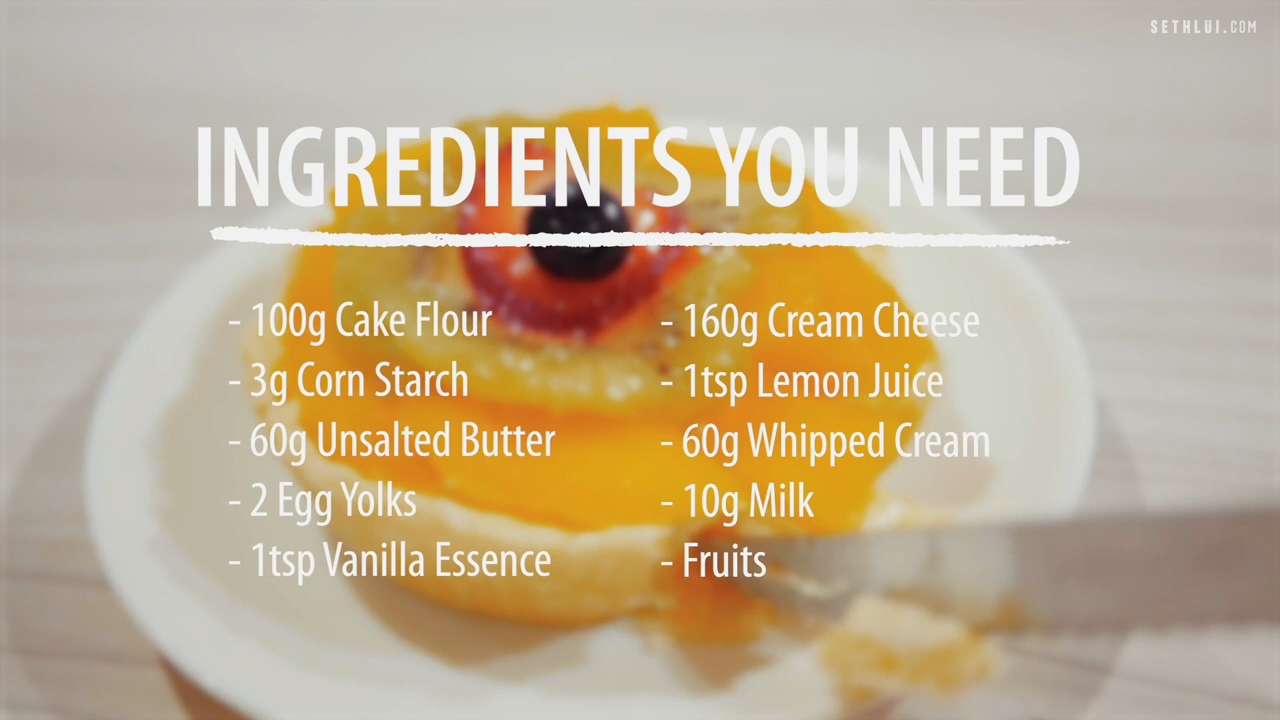 SETHLUI.COM
INGREDIENTS YOU NEED
- 100g Cake Flour
- 3g Corn Starch
- 60g Unsalted Butter
- 2 Egg Yolks
- 1tsp Vanilla Essence
- 160g Cream Cheese
- 1tsp Lemon Juice
- 60g Whipped Cream
- 10g Milk
- Fruits